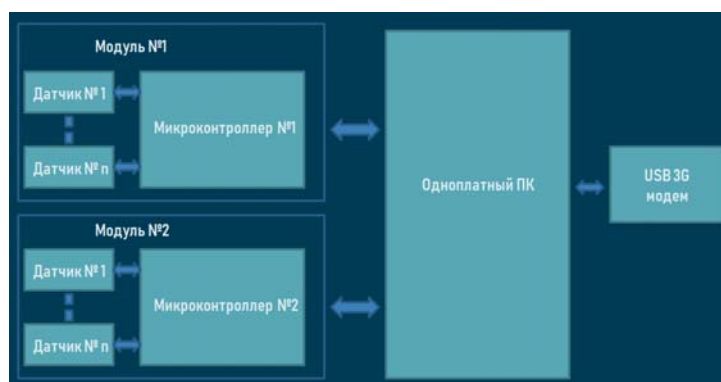 Модуль №1
Датчик № 1
Датчик № n
Микроконтроллер №1
Модуль №2
Датчик № 1
Датчик № n
Микроконтроллер №2
Одноплатный ПК
USB 3G
модем